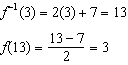 f⁻¹(3) = 2(3) + 7 = 13
f(13) = (13 − 7)/2 = 3